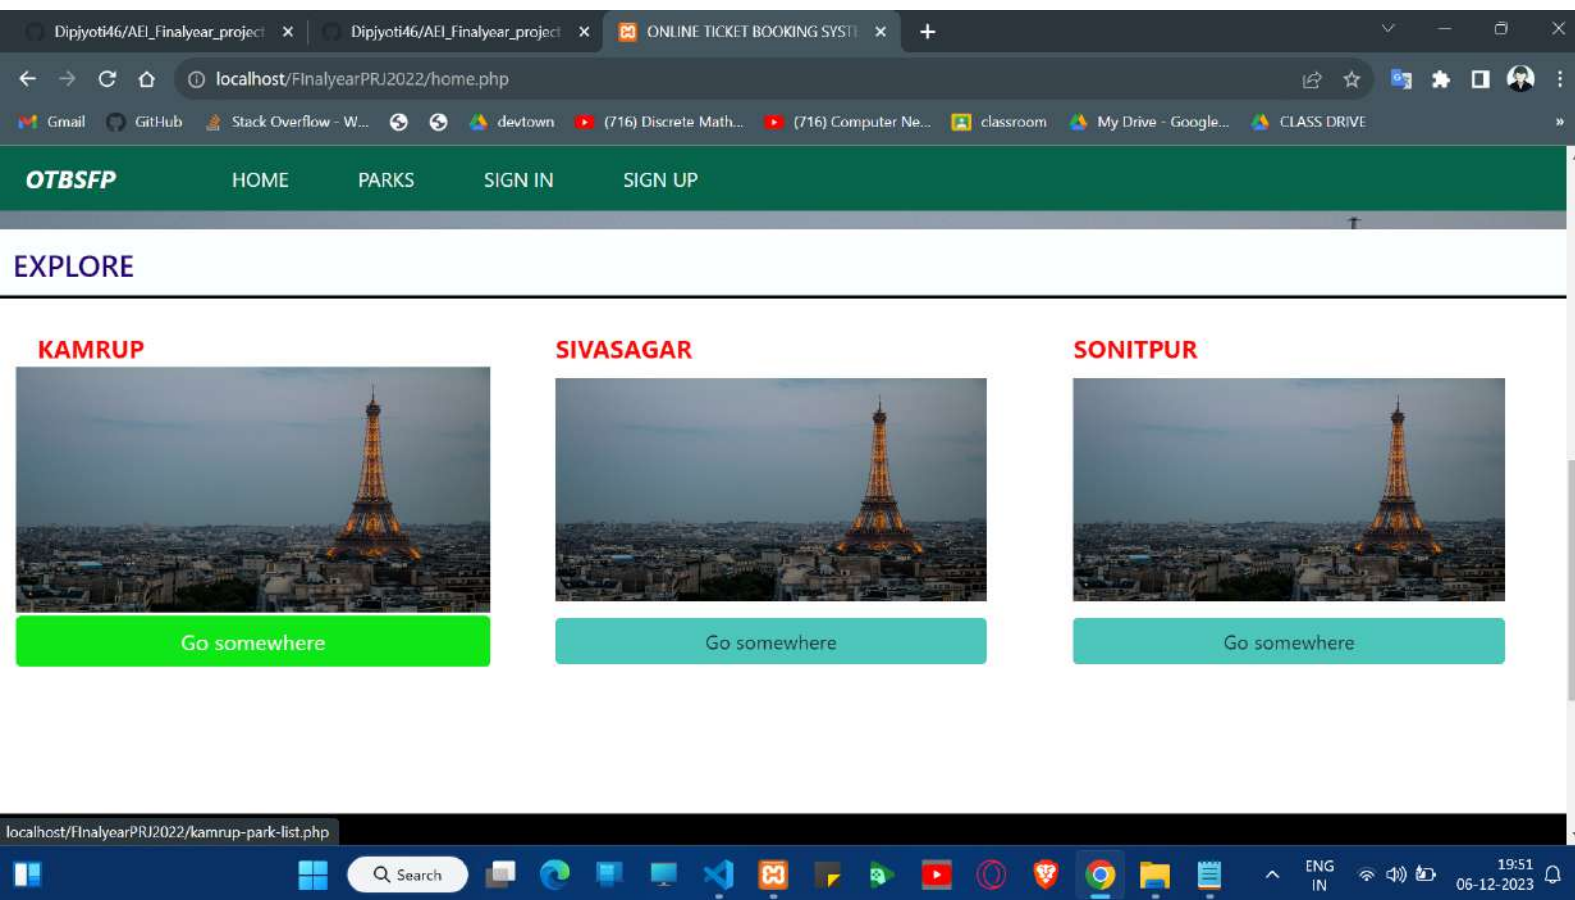 Dipjyoti46/AEI_Finalyear_project
Dipjyoti46/AEI_Finalyear_project
ONLINE TICKET BOOKING SYST
localhost/FInalyearPRJ2022/home.php
Gmail
GitHub
Stack Overflow - W...
devtown
(716) Discrete Math...
(716) Computer Ne...
classroom
My Drive - Google...
CLASS DRIVE
»
OTBSFP
HOME
PARKS
SIGN IN
SIGN UP
EXPLORE
KAMRUP
SIVASAGAR
SONITPUR
Go somewhere
Go somewhere
Go somewhere
localhost/FInalyearPRJ2022/kamrup-park-list.php
Search
ENG
IN
19:51
06-12-2023